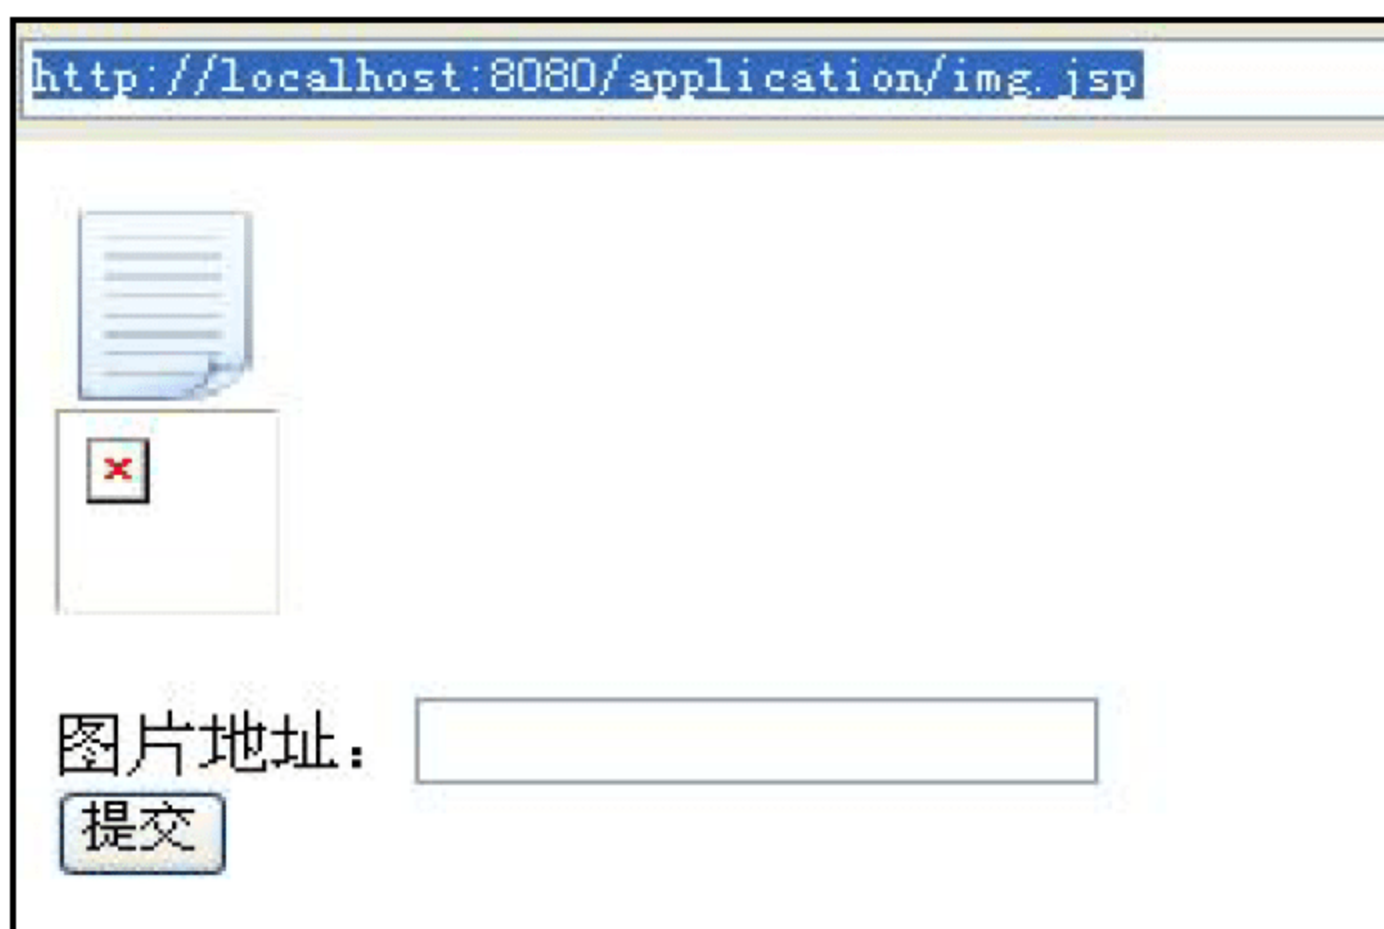 http://localhost:8080/application/img.jsp
图片地址：
提交